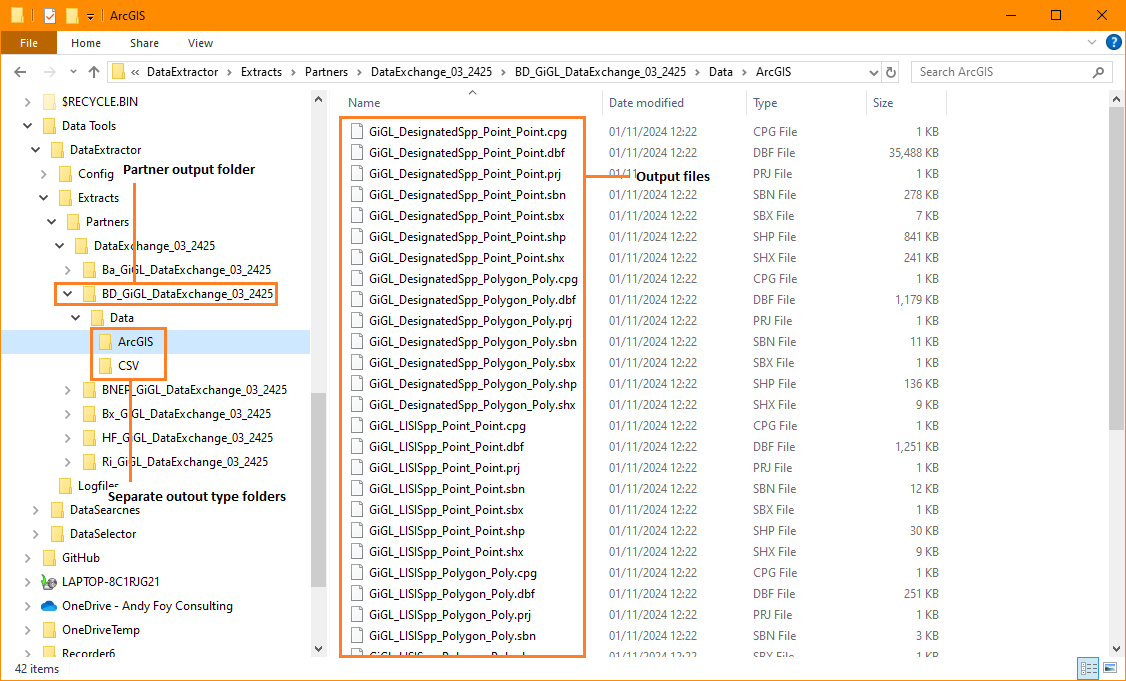 ArcGIS
File Home Share View
« DataExtractor › Extracts › Partners › DataExchange_03_2425 › BD_GiGL_DataExchange_03_2425 › Data › ArcGIS
Search ArcGIS
$RECYCLE.BIN
Data Tools
DataExtractor
Config
Partner output folder
Extracts
Partners
DataExchange_03_2425
Ba_GiGL_DataExchange_03_2425
BD_GiGL_DataExchange_03_2425
Data
ArcGIS
CSV
BNEP_GiGL_DataExchange_03_2425
Bx_GiGL_DataExchange_03_2425
HF_GiGL_DataExchange_03_2425
Ri_GiGL_DataExchange_03_2425
Logfiles
Separate outout type folders
DataSearches
DataSelector
GitHub
LAPTOP-8C1RJG21
OneDrive - Andy Foy Consulting
OneDriveTemp
Recorder6
Name Date modified Type Size
GiGL_DesignatedSpp_Point_Point.cpg 01/11/2024 12:22 CPG File 1 KB
GiGL_DesignatedSpp_Point_Point.dbf 01/11/2024 12:22 DBF File 35,488 KB
GiGL_DesignatedSpp_Point_Point.prj 01/11/2024 12:22 PRJ File 1 KB
Output files
GiGL_DesignatedSpp_Point_Point.sbn 01/11/2024 12:22 SBN File 278 KB
GiGL_DesignatedSpp_Point_Point.sbx 01/11/2024 12:22 SBX File 7 KB
GiGL_DesignatedSpp_Point_Point.shp 01/11/2024 12:22 SHP File 841 KB
GiGL_DesignatedSpp_Point_Point.shx 01/11/2024 12:22 SHX File 241 KB
GiGL_DesignatedSpp_Polygon_Poly.cpg 01/11/2024 12:22 CPG File 1 KB
GiGL_DesignatedSpp_Polygon_Poly.dbf 01/11/2024 12:22 DBF File 1,179 KB
GiGL_DesignatedSpp_Polygon_Poly.prj 01/11/2024 12:22 PRJ File 1 KB
GiGL_DesignatedSpp_Polygon_Poly.sbn 01/11/2024 12:22 SBN File 11 KB
GiGL_DesignatedSpp_Polygon_Poly.sbx 01/11/2024 12:22 SBX File 1 KB
GiGL_DesignatedSpp_Polygon_Poly.shp 01/11/2024 12:22 SHP File 136 KB
GiGL_DesignatedSpp_Polygon_Poly.shx 01/11/2024 12:22 SHX File 9 KB
GiGL_LISISpp_Point_Point.cpg 01/11/2024 12:22 CPG File 1 KB
GiGL_LISISpp_Point_Point.dbf 01/11/2024 12:22 DBF File 1,251 KB
GiGL_LISISpp_Point_Point.prj 01/11/2024 12:22 PRJ File 1 KB
GiGL_LISISpp_Point_Point.sbn 01/11/2024 12:22 SBN File 12 KB
GiGL_LISISpp_Point_Point.sbx 01/11/2024 12:22 SBX File 1 KB
GiGL_LISISpp_Point_Point.shp 01/11/2024 12:22 SHP File 30 KB
GiGL_LISISpp_Point_Point.shx 01/11/2024 12:22 SHX File 9 KB
GiGL_LISISpp_Polygon_Poly.cpg 01/11/2024 12:22 CPG File 1 KB
GiGL_LISISpp_Polygon_Poly.dbf 01/11/2024 12:22 DBF File 251 KB
GiGL_LISISpp_Polygon_Poly.prj 01/11/2024 12:22 PRJ File 1 KB
GiGL_LISISpp_Polygon_Poly.sbn 01/11/2024 12:22 SBN File 3 KB
42 items